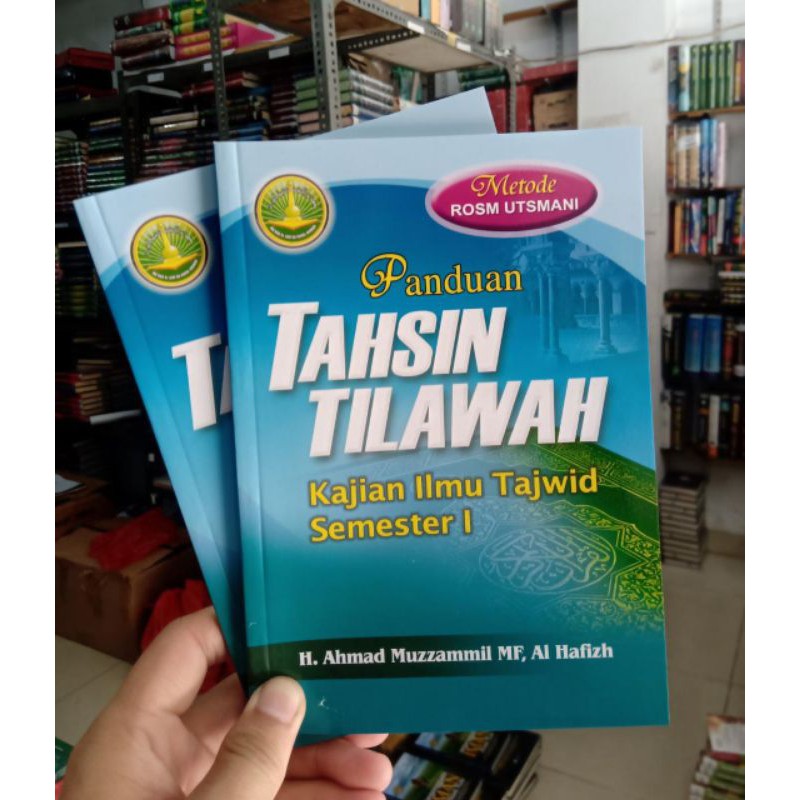 Metode
ROSM UTSMANI
Panduan
TAHSIN
TILAWAH
Kajian Ilmu Tajwid
Semester I
H. Ahmad Muzzammil MF, Al Hafizh